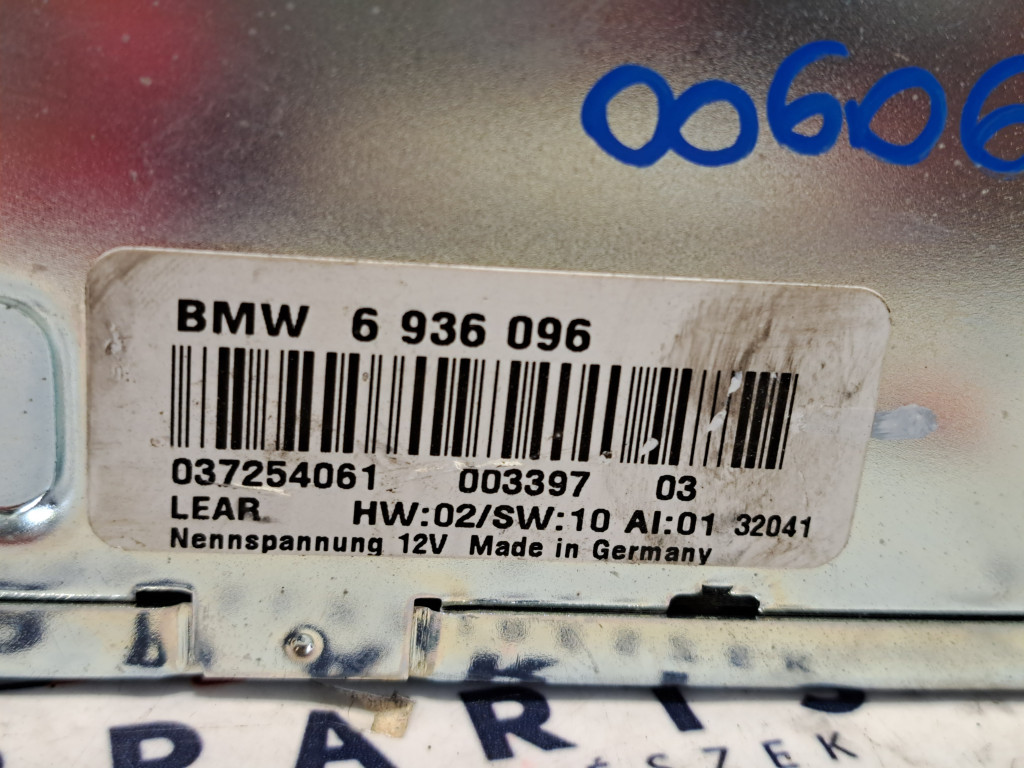 00606
BMW 6 936 096
037254061 003397 03
LEAR HW:02/SW:10 AI:01 32041
Nennspannung 12V Made in Germany
PARTS